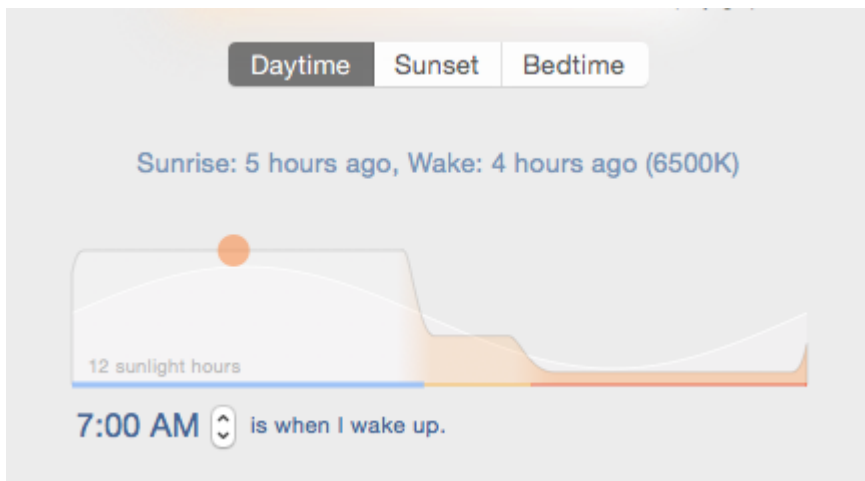 Daytime Sunset Bedtime
Sunrise: 5 hours ago, Wake: 4 hours ago (6500K)
12 sunlight hours
7:00 AM is when I wake up.